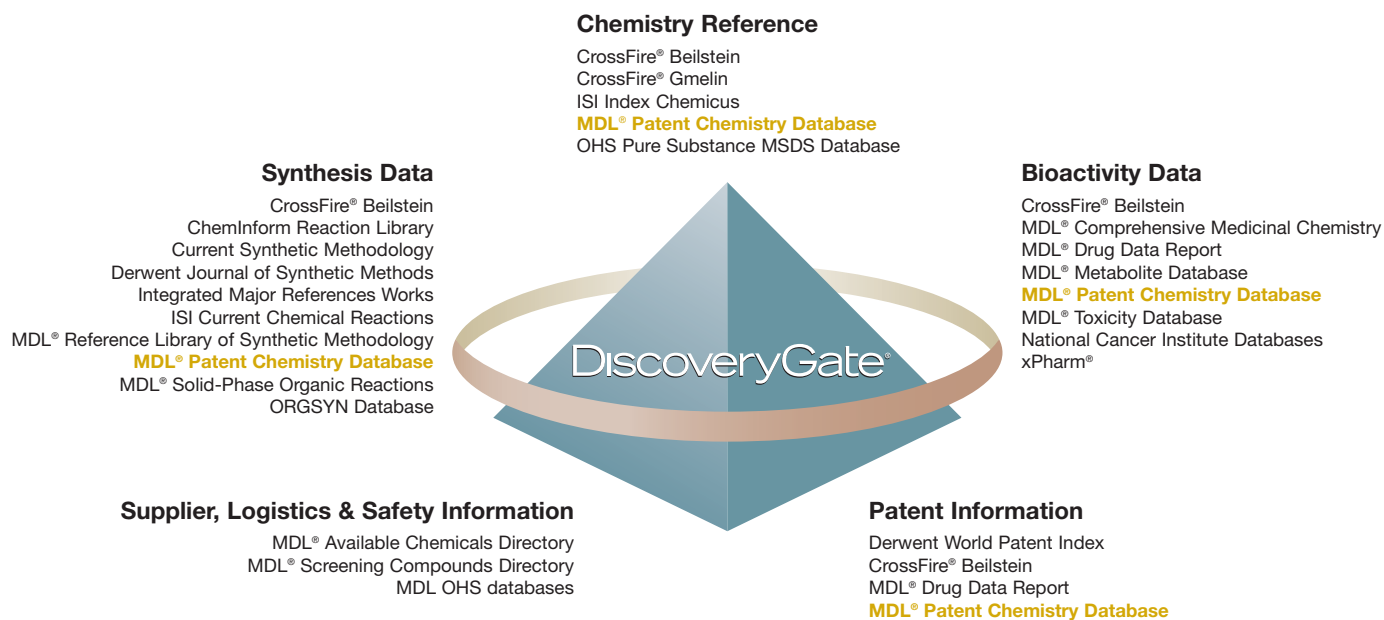 Chemistry Reference
CrossFire® Beilstein
CrossFire® Gmelin
ISI Index Chemicus
MDL® Patent Chemistry Database
OHS Pure Substance MSDS Database
Synthesis Data
CrossFire® Beilstein
ChemInform Reaction Library
Current Synthetic Methodology
Derwent Journal of Synthetic Methods
Integrated Major References Works
ISI Current Chemical Reactions
MDL® Reference Library of Synthetic Methodology
MDL® Patent Chemistry Database
MDL® Solid-Phase Organic Reactions
ORGSYN Database
Bioactivity Data
CrossFire® Beilstein
MDL® Comprehensive Medicinal Chemistry
MDL® Drug Data Report
MDL® Metabolite Database
MDL® Patent Chemistry Database
MDL® Toxicity Database
National Cancer Institute Databases
xPharm®
DiscoveryGate®
Supplier, Logistics & Safety Information
MDL® Available Chemicals Directory
MDL® Screening Compounds Directory
MDL OHS databases
Patent Information
Derwent World Patent Index
CrossFire® Beilstein
MDL® Drug Data Report
MDL® Patent Chemistry Database